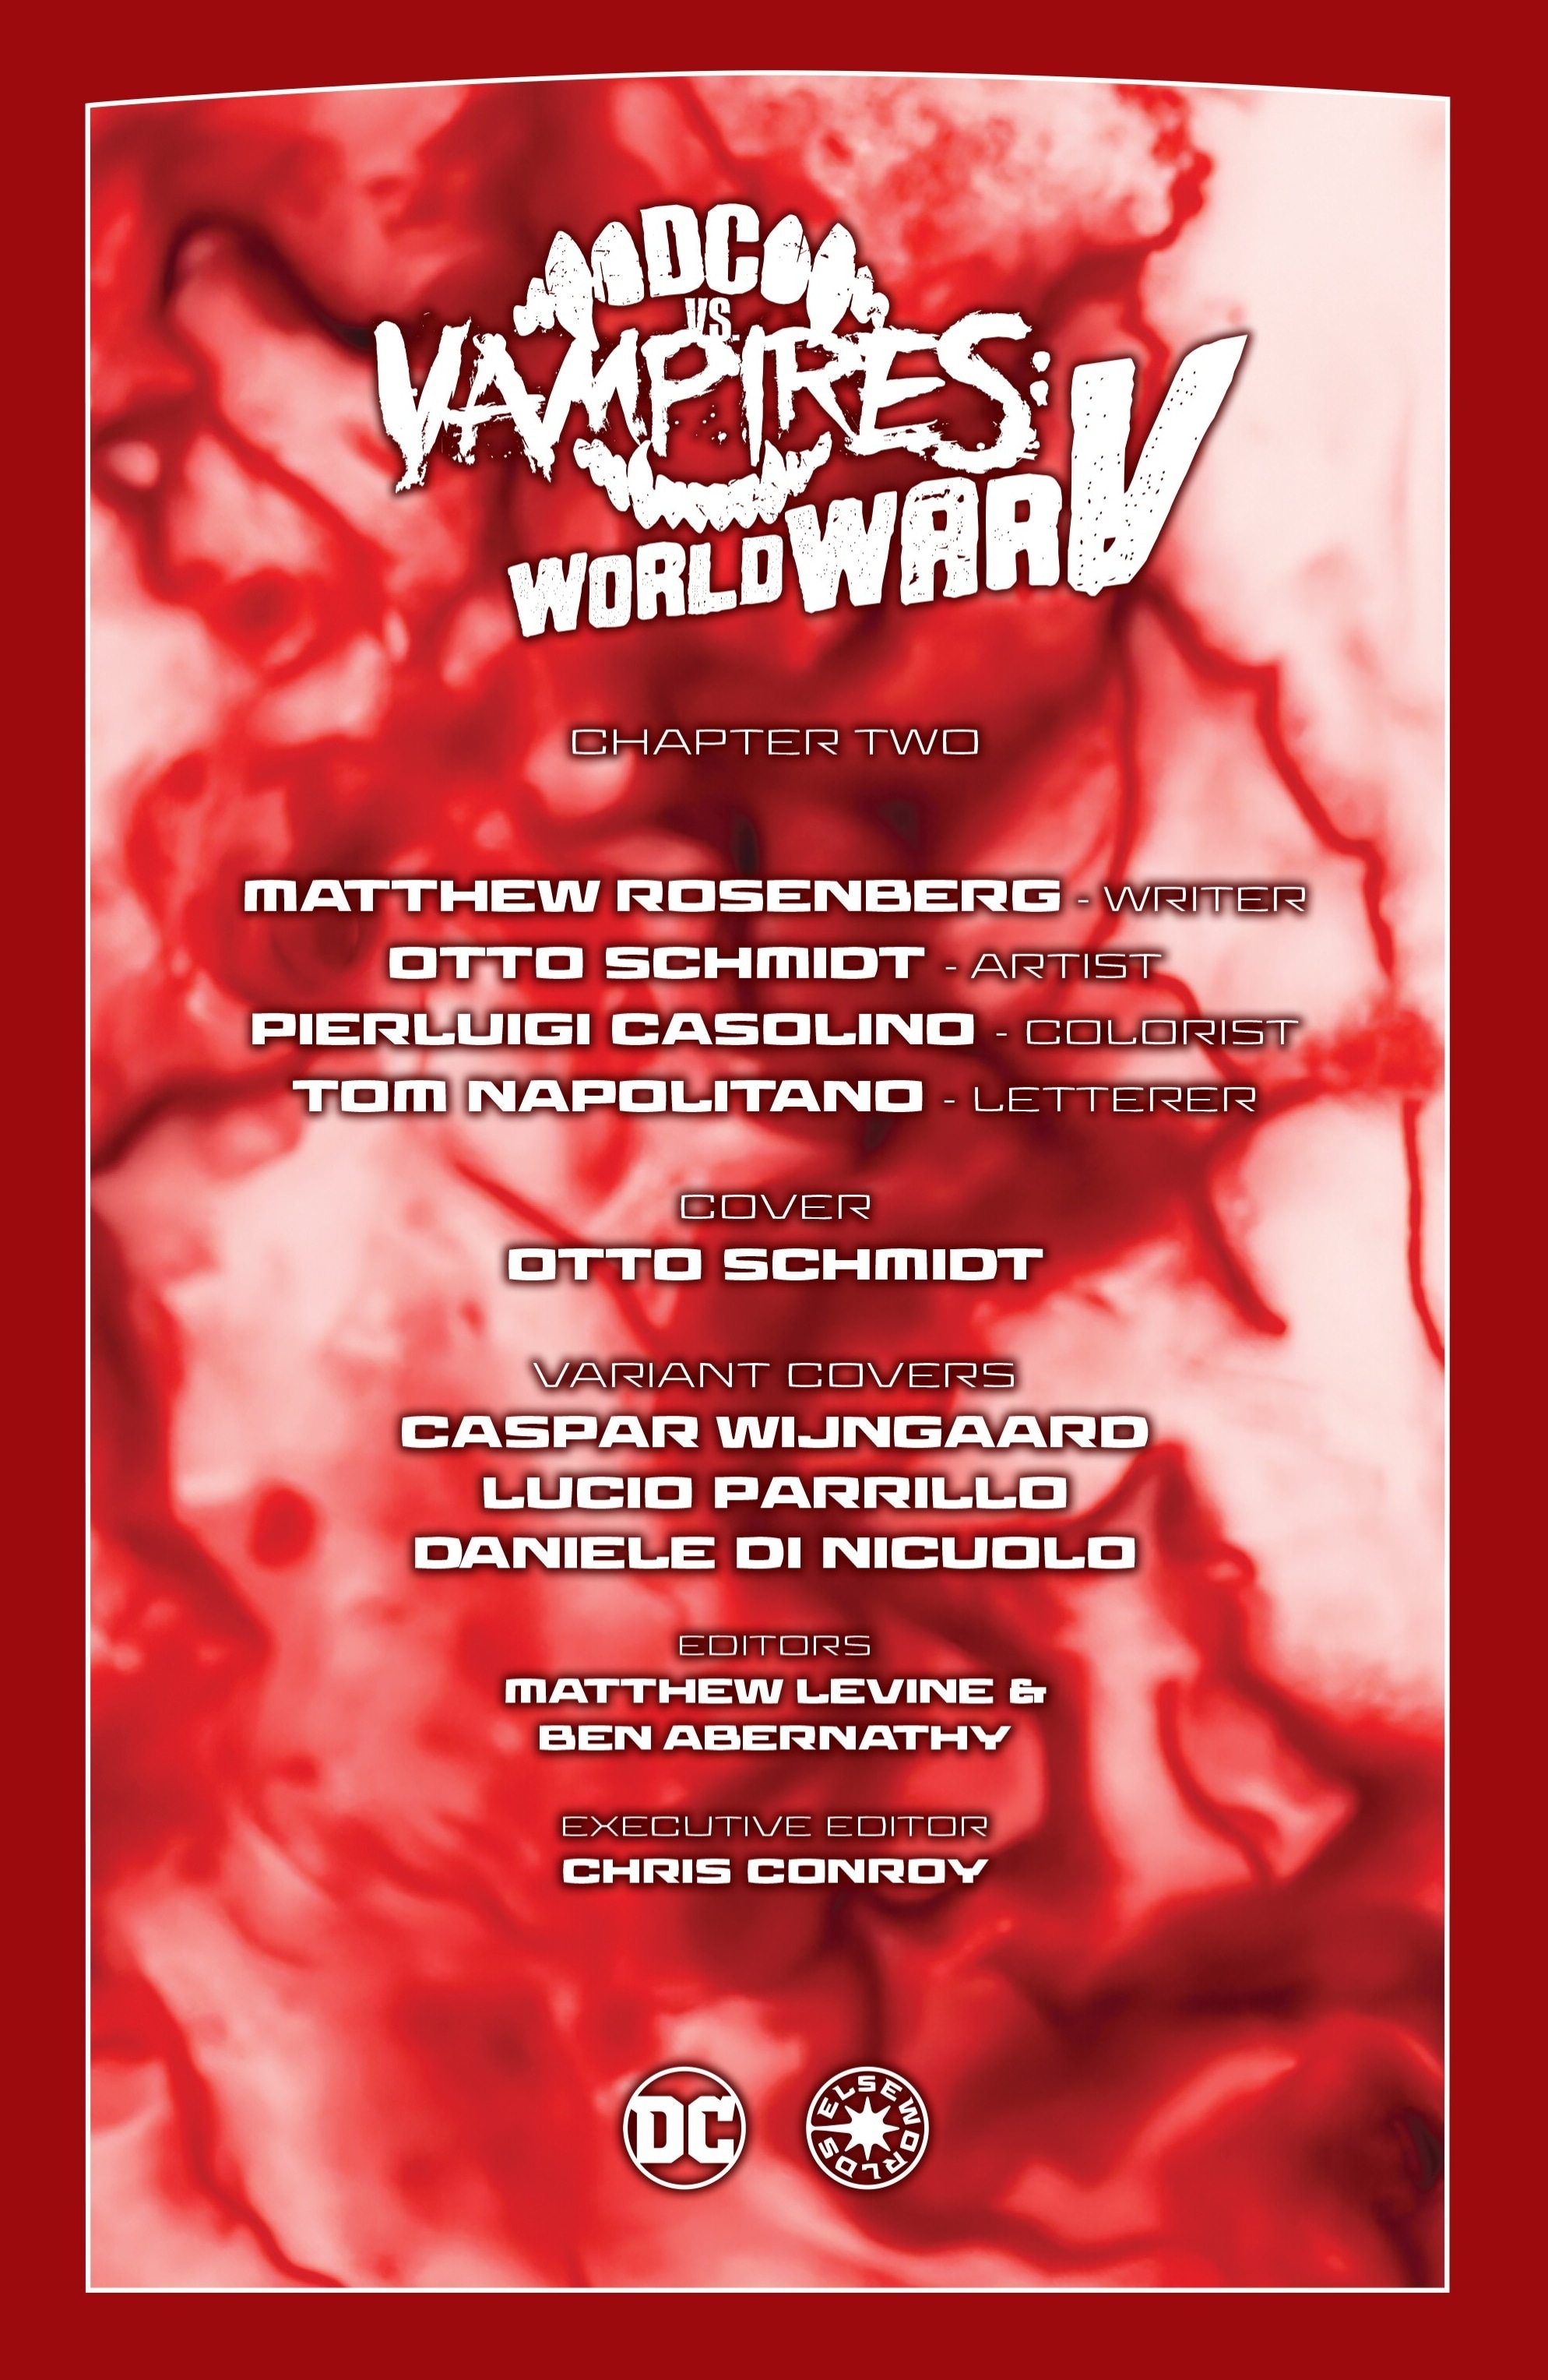 DC
VS.
VAMPIRES:
WORLD WAR V
CHAPTER TWO
MATTHEW ROSENBERG - WRITER
OTTO SCHMIDT - ARTIST
PIERLUIGI CASOLINO - COLORIST
TOM NAPOLITANO - LETTERER
COVER
OTTO SCHMIDT
VARIANT COVERS
CASPAR WIJNGAARD
LUCIO PARRILLO
DANIELE DI NICUOLO
EDITORS
MATTHEW LEVINE &
BEN ABERNATHY
EXECUTIVE EDITOR
CHRIS CONROY
DC
ELSEWORLDS